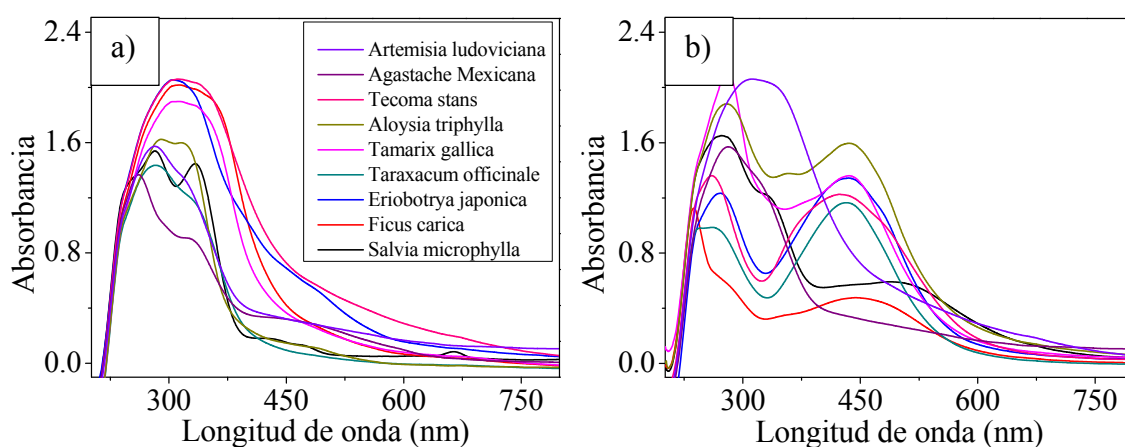 a)
2.4
1.6
0.8
0.0
Absorbancia
Artemisia ludoviciana
Agastache Mexicana
Tecoma stans
Aloysia triphylla
Tamarix gallica
Taraxacum officinale
Eriobotrya japonica
Ficus carica
Salvia microphylla
300 450 600 750
Longitud de onda (nm)
b)
2.4
1.6
0.8
0.0
Absorbancia
300 450 600 750
Longitud de onda (nm)